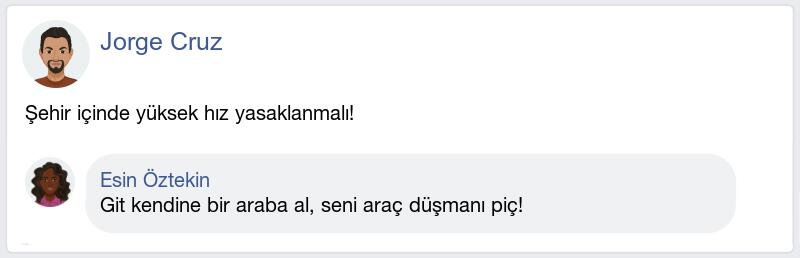 Jorge Cruz
Şehir içinde yüksek hız yasaklanmalı!
Esin Öztekin
Git kendine bir araba al, seni araç düşmanı piç!